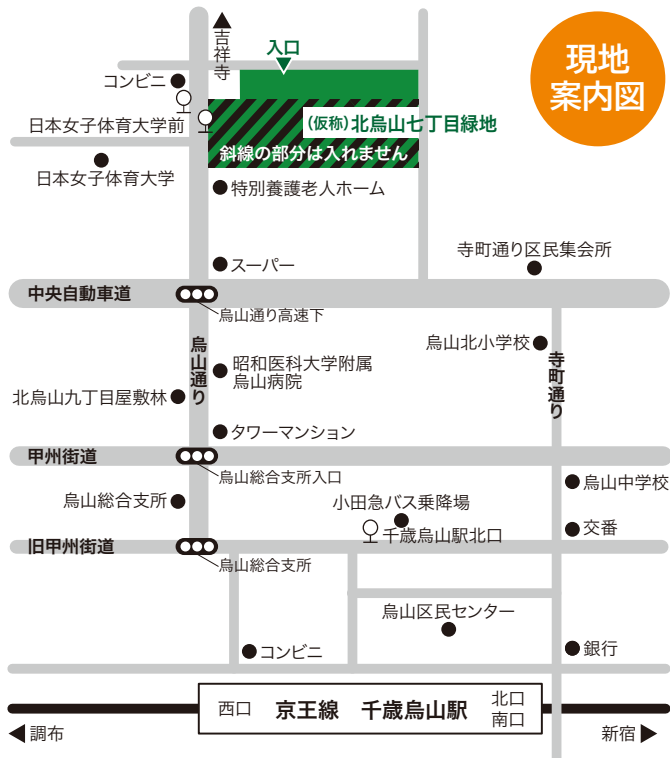 現地
案内図
吉祥寺
入口
コンビニ
日本女子体育大学前
(仮称)北烏山七丁目緑地
斜線の部分は入れません
日本女子体育大学
特別養護老人ホーム
寺町通り区民集会所
スーパー
中央自動車道
烏山通り高速下
烏山通り
烏山北小学校
寺町通り
昭和医科大学附属
烏山病院
北烏山九丁目屋敷林
タワーマンション
甲州街道
烏山総合支所入口
烏山中学校
烏山総合支所
小田急バス乗降場
千歳烏山駅北口
交番
旧甲州街道
烏山総合支所
烏山区民センター
コンビニ
銀行
西口
京王線 千歳烏山駅
北口
南口
調布
新宿